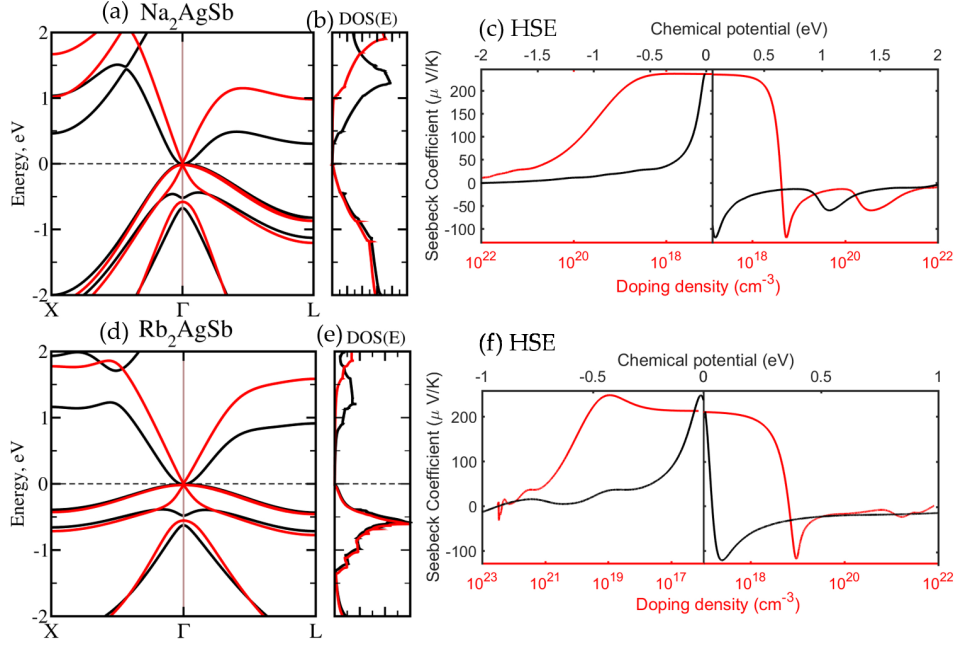 (a) Na2AgSb
(b) DOS(E)
(c) HSE
Chemical potential (eV)
-2 -1.5 -1 -0.5 0 0.5 1 1.5 2
Energy, eV
2
1
0
-1
-2
X Γ L
Seebeck Coefficient (μ V/K)
200
150
100
50
0
-50
-100
10^22 10^20 10^18 10^18 10^20 10^22
Doping density (cm^-3)
(d) Rb2AgSb
(e) DOS(E)
(f) HSE
Chemical potential (eV)
-1 -0.5 0 0.5 1
Energy, eV
2
1
0
-1
-2
X Γ L
Seebeck Coefficient (μ V/K)
200
100
0
-100
10^23 10^21 10^19 10^17 10^18 10^20 10^22
Doping density (cm^-3)